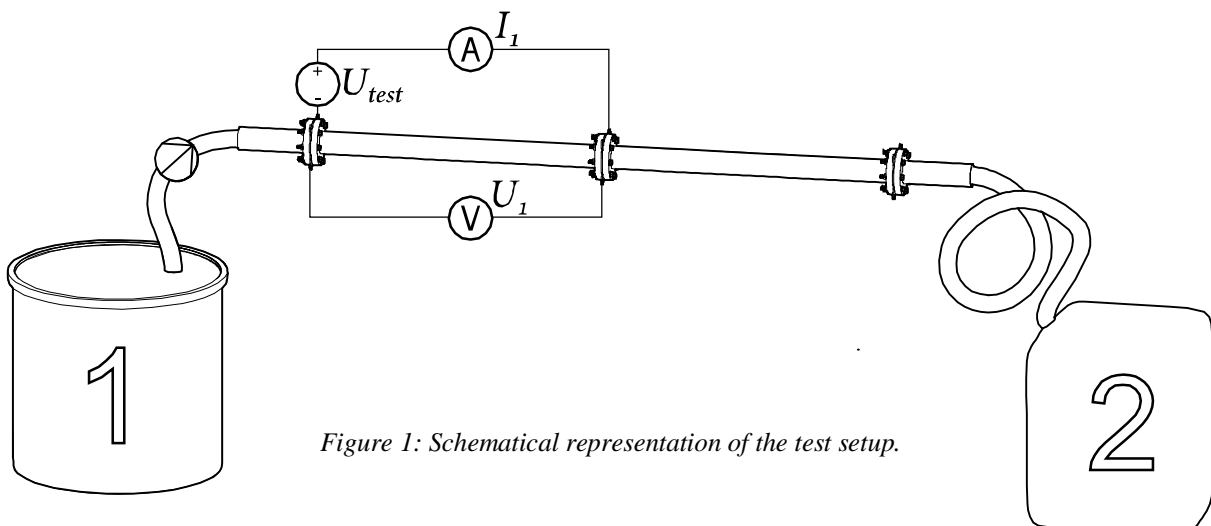 A I1
+
-
Utest
V U1
1
2
Figure 1: Schematical representation of the test setup.